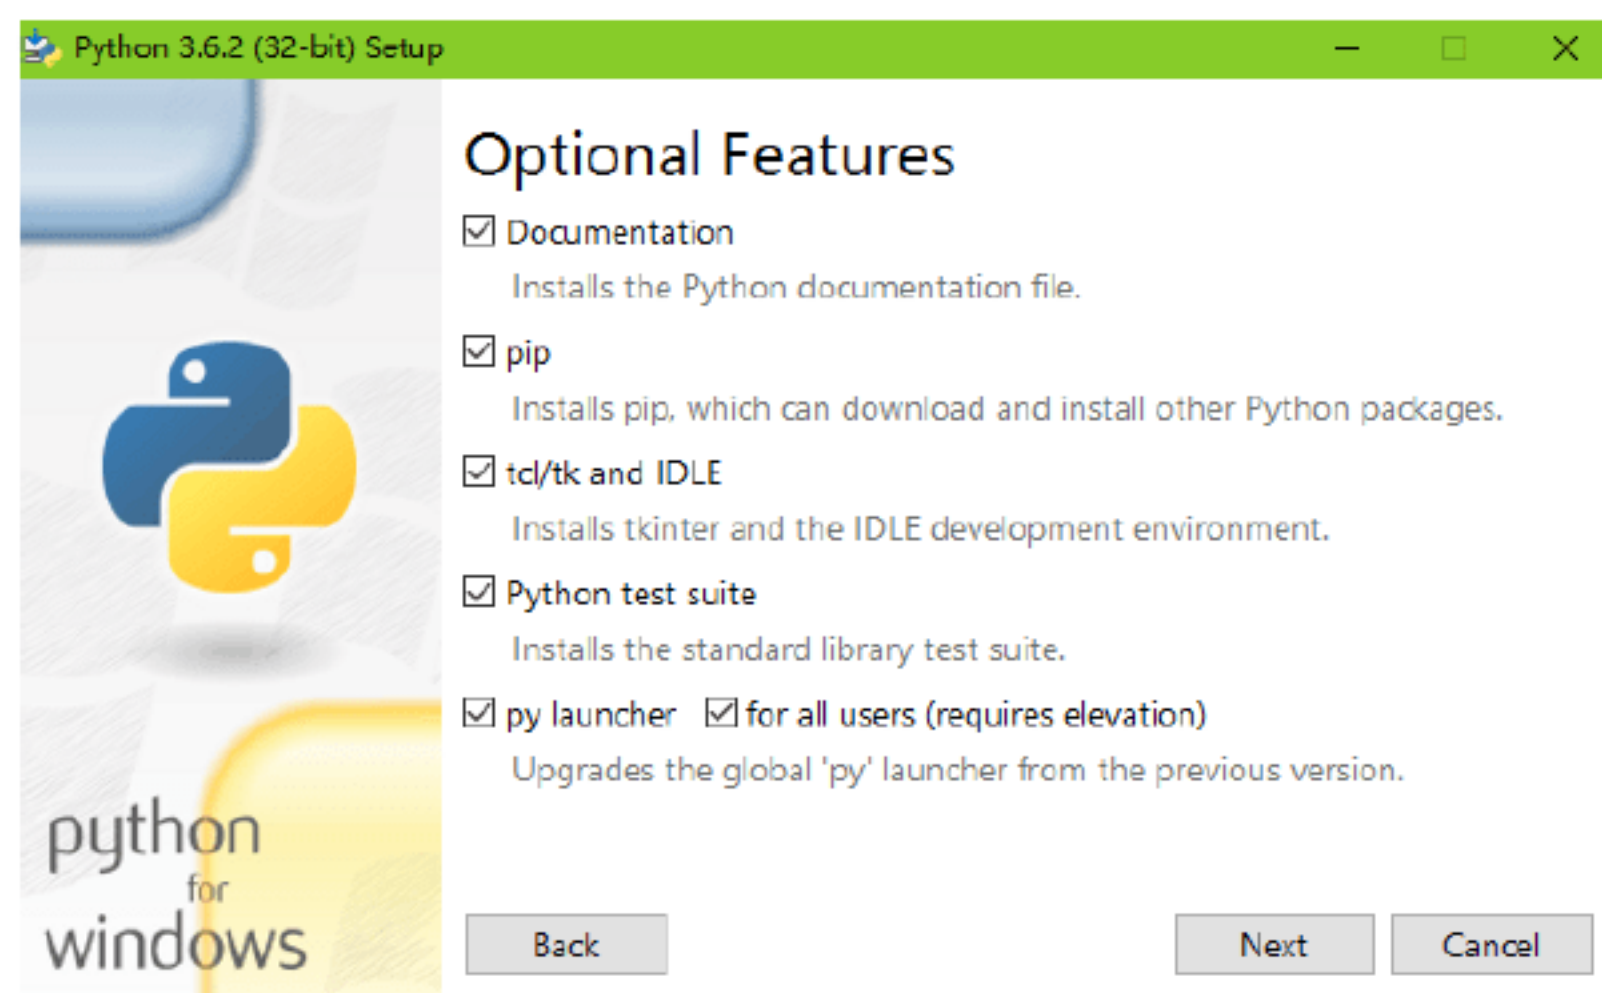 Python 3.6.2 (32-bit) Setup
Optional Features
Documentation
Installs the Python documentation file.
pip
Installs pip, which can download and install other Python packages.
tcl/tk and IDLE
Installs tkinter and the IDLE development environment.
Python test suite
Installs the standard library test suite.
py launcher for all users (requires elevation)
Upgrades the global 'py' launcher from the previous version.
python
for
windows
Back Next Cancel